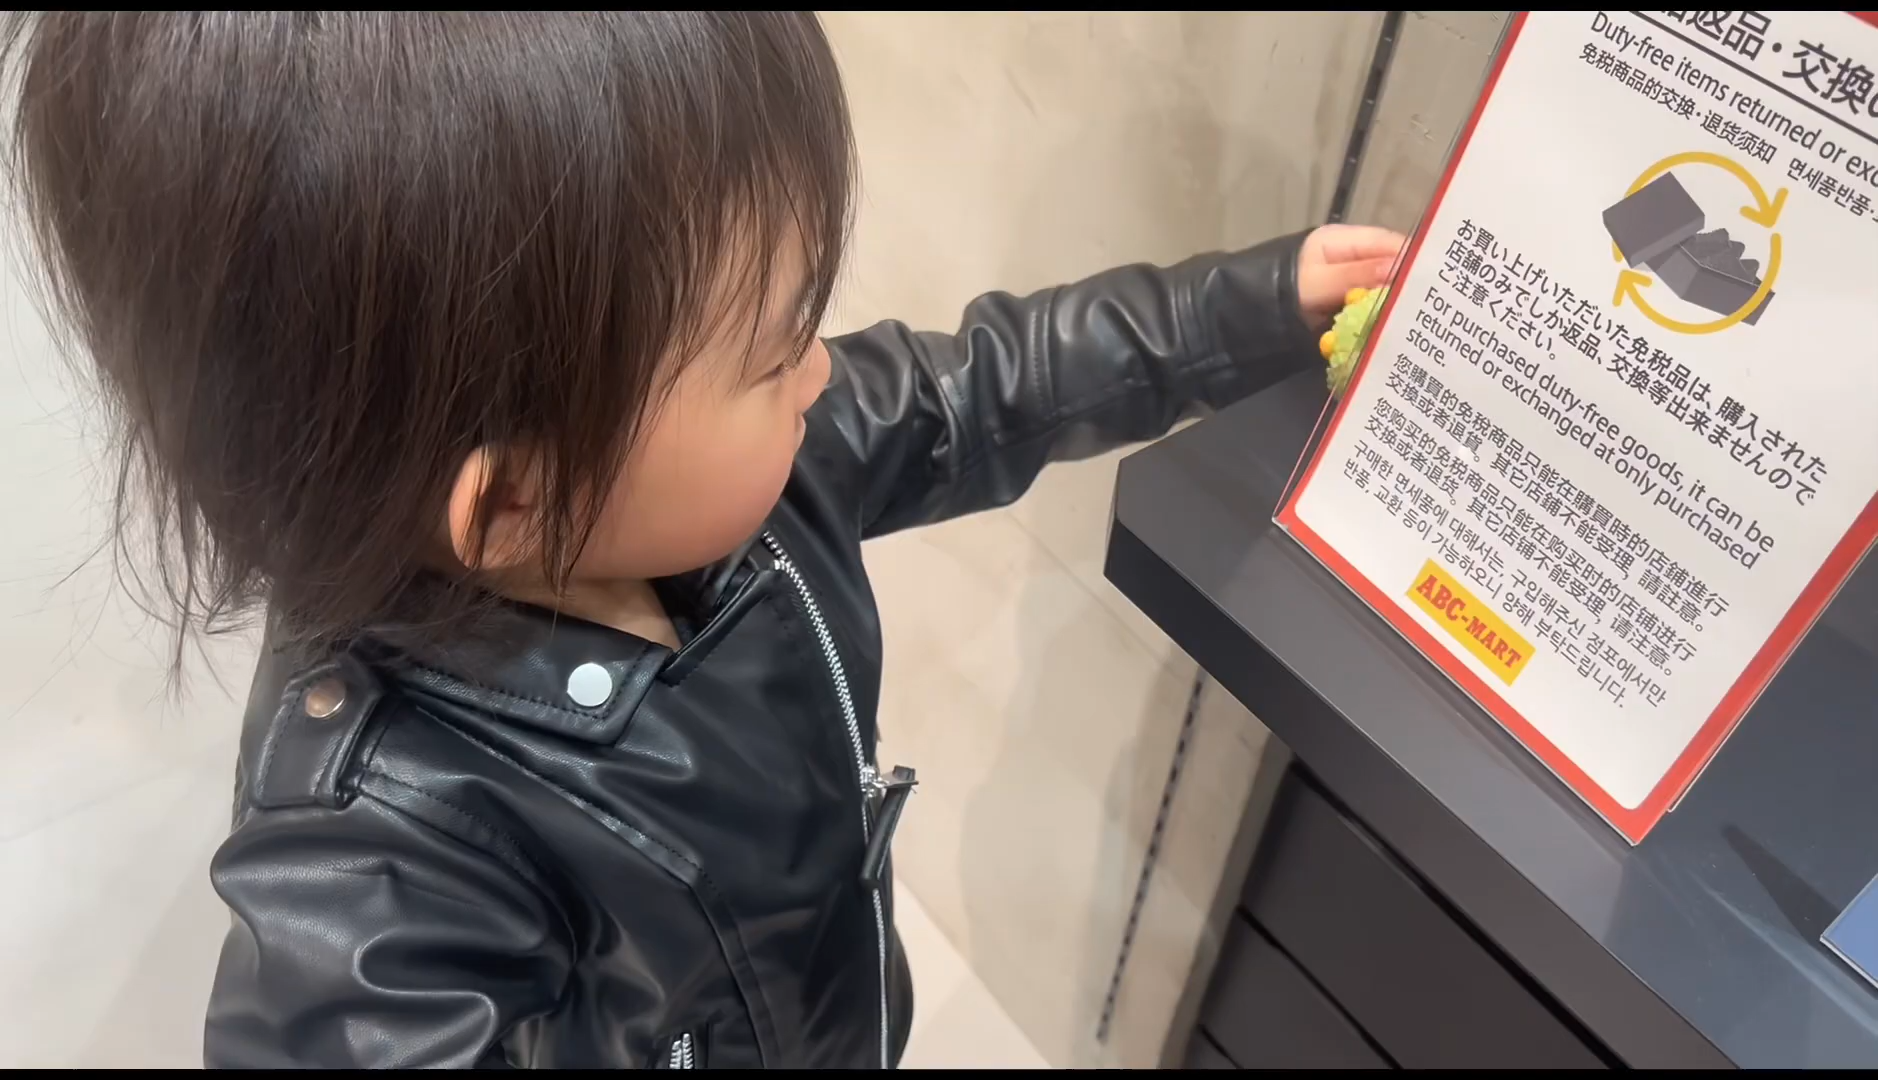 返品・交換
Duty-free items returned or
免税商品的交换・退货须知 면세품반품・
お買い上げいただいた免税品は、購入された
店舗のみでしか返品、交換等出来ませんので
ご注意ください。
For purchased duty-free goods, it can be
returned or exchanged at only purchased
store.
您購買的免税商品只能在購買時的店鋪進行
交換或者退貨。其它店鋪不能受理，請註意。
您购买的免税商品只能在购买时的店铺进行
交换或者退货。其它店铺不能受理，请注意。
구매한 면세품에 대해서는, 구입해주신 점포에서만
반품, 교환 등이 가능하오니 양해 부탁드립니다.
ABC-MART